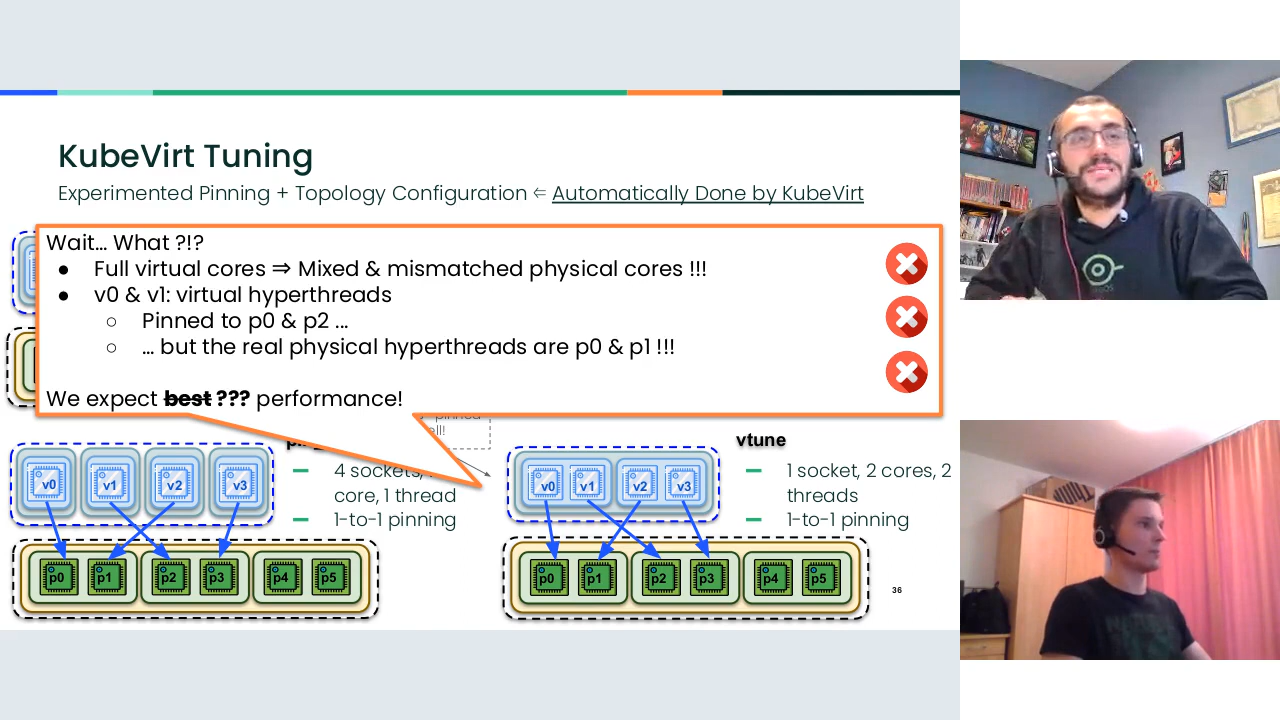 KubeVirt Tuning
Experimented Pinning + Topology Configuration ⇐ Automatically Done by KubeVirt
Wait... What ?!?
● Full virtual cores ⇒ Mixed & mismatched physical cores !!!
● v0 & v1: virtual hyperthreads
○ Pinned to p0 & p2 ...
○ ... but the real physical hyperthreads are p0 & p1 !!!
We expect best ??? performance!
pinned
all!
vtune
4 sockets,
core, 1 thread
1-to-1 pinning
1 socket, 2 cores, 2
threads
1-to-1 pinning
v0 v1 v2 v3
v0 v1 v2 v3
p0 p1 p2 p3 p4 p5
p0 p1 p2 p3 p4 p5
36